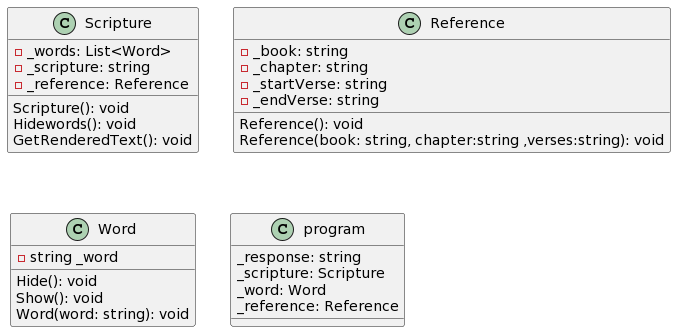 C Scripture
_words: List<Word>
_scripture: string
_reference: Reference
Scripture(): void
Hidewords(): void
GetRenderedText(): void
C Reference
_book: string
_chapter: string
_startVerse: string
_endVerse: string
Reference(): void
Reference(book: string, chapter:string ,verses:string): void
C Word
string _word
Hide(): void
Show(): void
Word(word: string): void
C program
_response: string
_scripture: Scripture
_word: Word
_reference: Reference